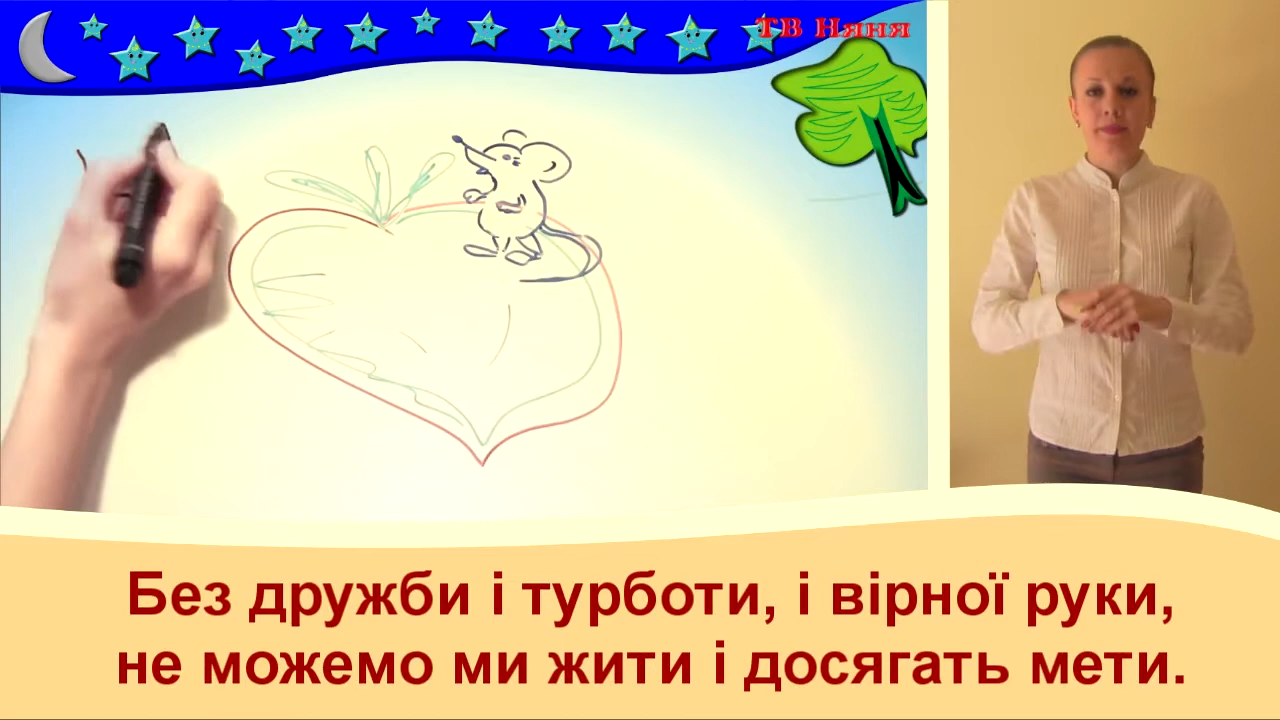 ТВ Няня
Без дружби і турботи, і вірної руки,
не можемо ми жити і досягать мети.